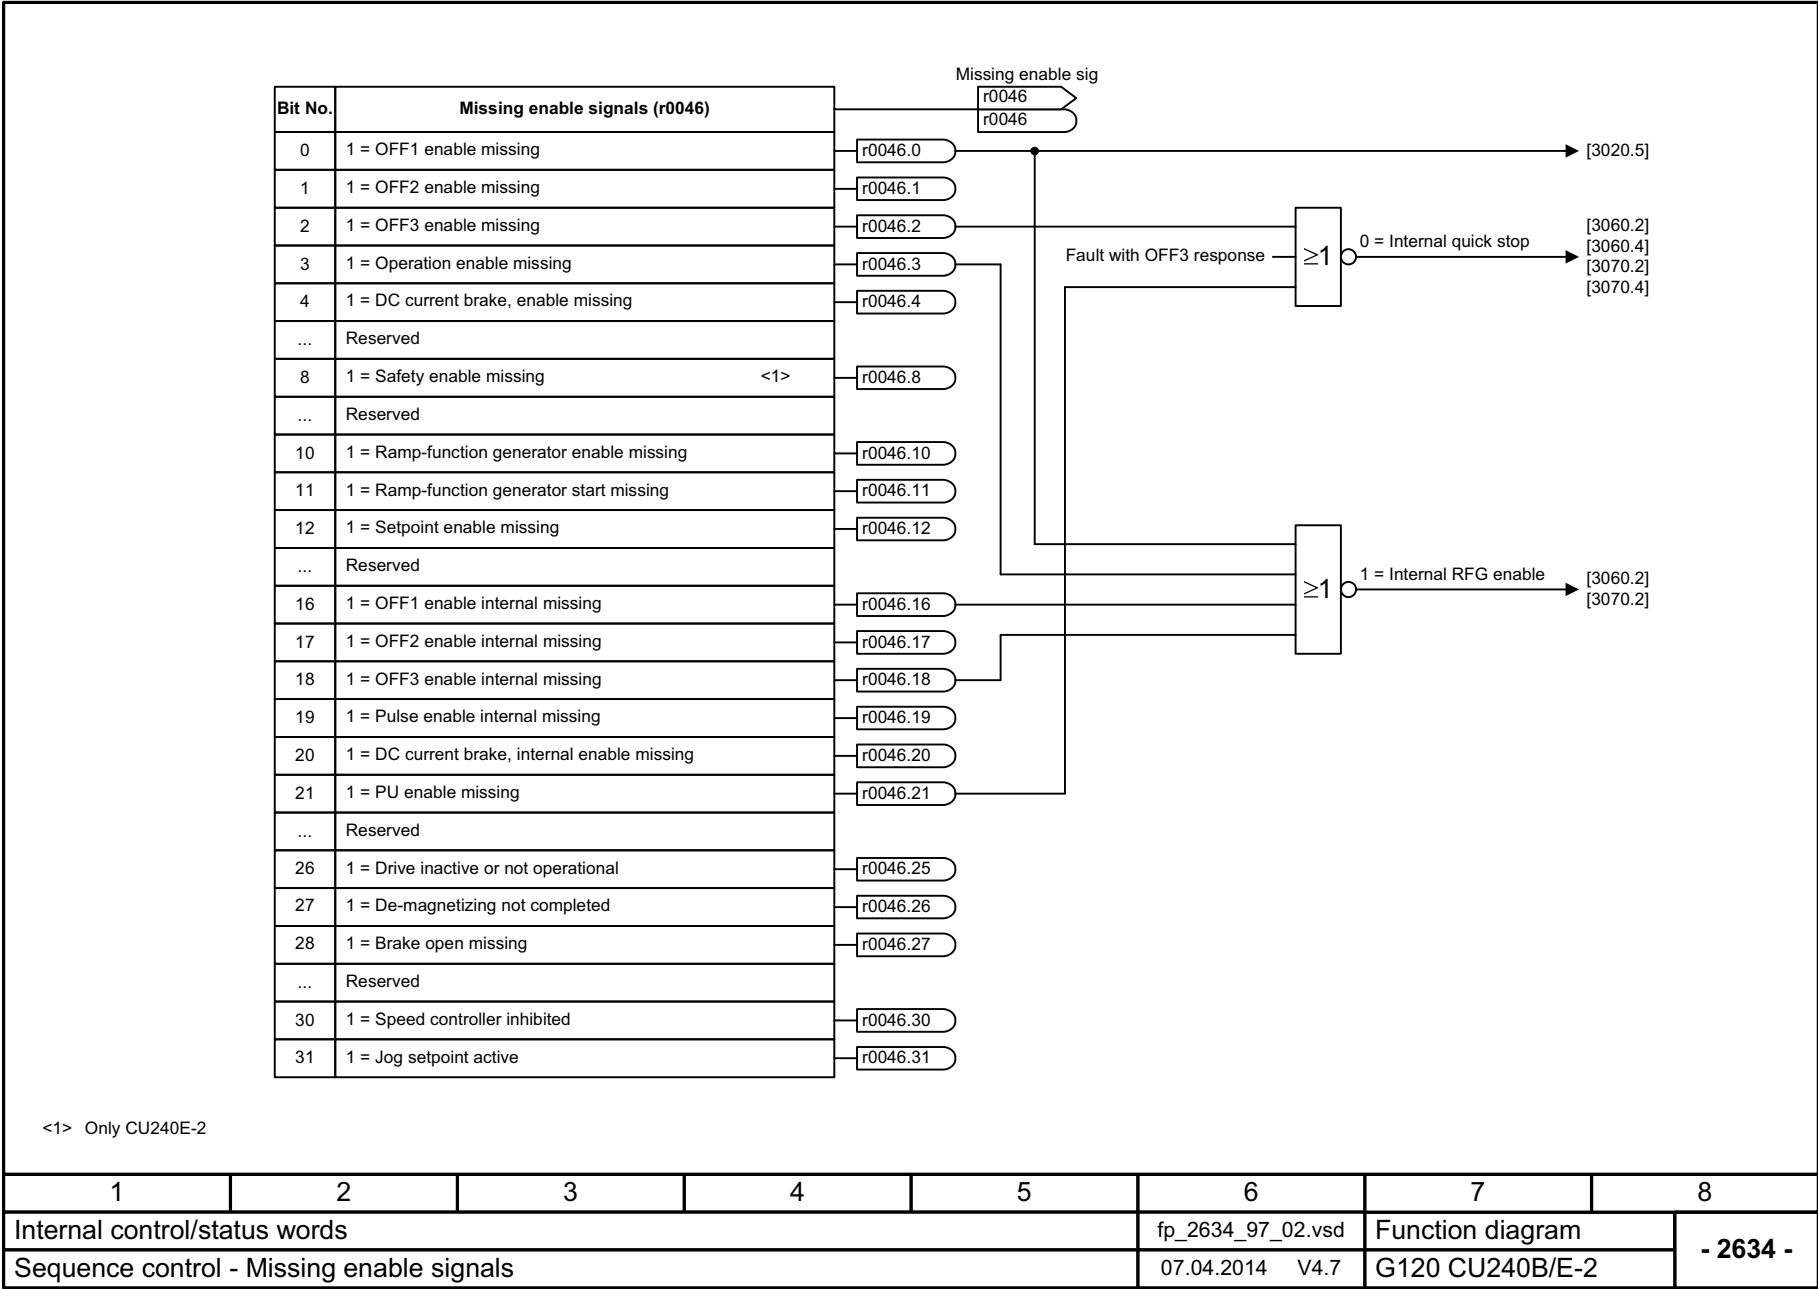 Missing enable sig
r0046
r0046
Bit No. Missing enable signals (r0046)
0 1 = OFF1 enable missing r0046.0 [3020.5]
1 1 = OFF2 enable missing r0046.1
2 1 = OFF3 enable missing r0046.2
3 1 = Operation enable missing r0046.3
4 1 = DC current brake, enable missing r0046.4
Fault with OFF3 response ≥1 0 = Internal quick stop
[3060.2]
[3060.4]
[3070.2]
[3070.4]
... Reserved
8 1 = Safety enable missing <1> r0046.8
... Reserved
10 1 = Ramp-function generator enable missing r0046.10
11 1 = Ramp-function generator start missing r0046.11
12 1 = Setpoint enable missing r0046.12
... Reserved
≥1 1 = Internal RFG enable
[3060.2]
[3070.2]
16 1 = OFF1 enable internal missing r0046.16
17 1 = OFF2 enable internal missing r0046.17
18 1 = OFF3 enable internal missing r0046.18
19 1 = Pulse enable internal missing r0046.19
20 1 = DC current brake, internal enable missing r0046.20
21 1 = PU enable missing r0046.21
... Reserved
26 1 = Drive inactive or not operational r0046.25
27 1 = De-magnetizing not completed r0046.26
28 1 = Brake open missing r0046.27
... Reserved
30 1 = Speed controller inhibited r0046.30
31 1 = Jog setpoint active r0046.31
<1> Only CU240E-2
1 2 3 4 5 6 7 8
Internal control/status words fp_2634_97_02.vsd Function diagram
- 2634 -
Sequence control - Missing enable signals 07.04.2014 V4.7 G120 CU240B/E-2